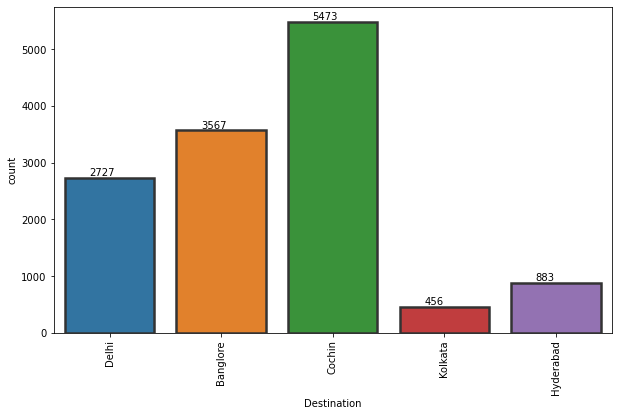 5473
5000
4000
3567
3000
2727
2000
1000
883
456
0
count
Delhi
Banglore
Cochin
Kolkata
Hyderabad
Destination